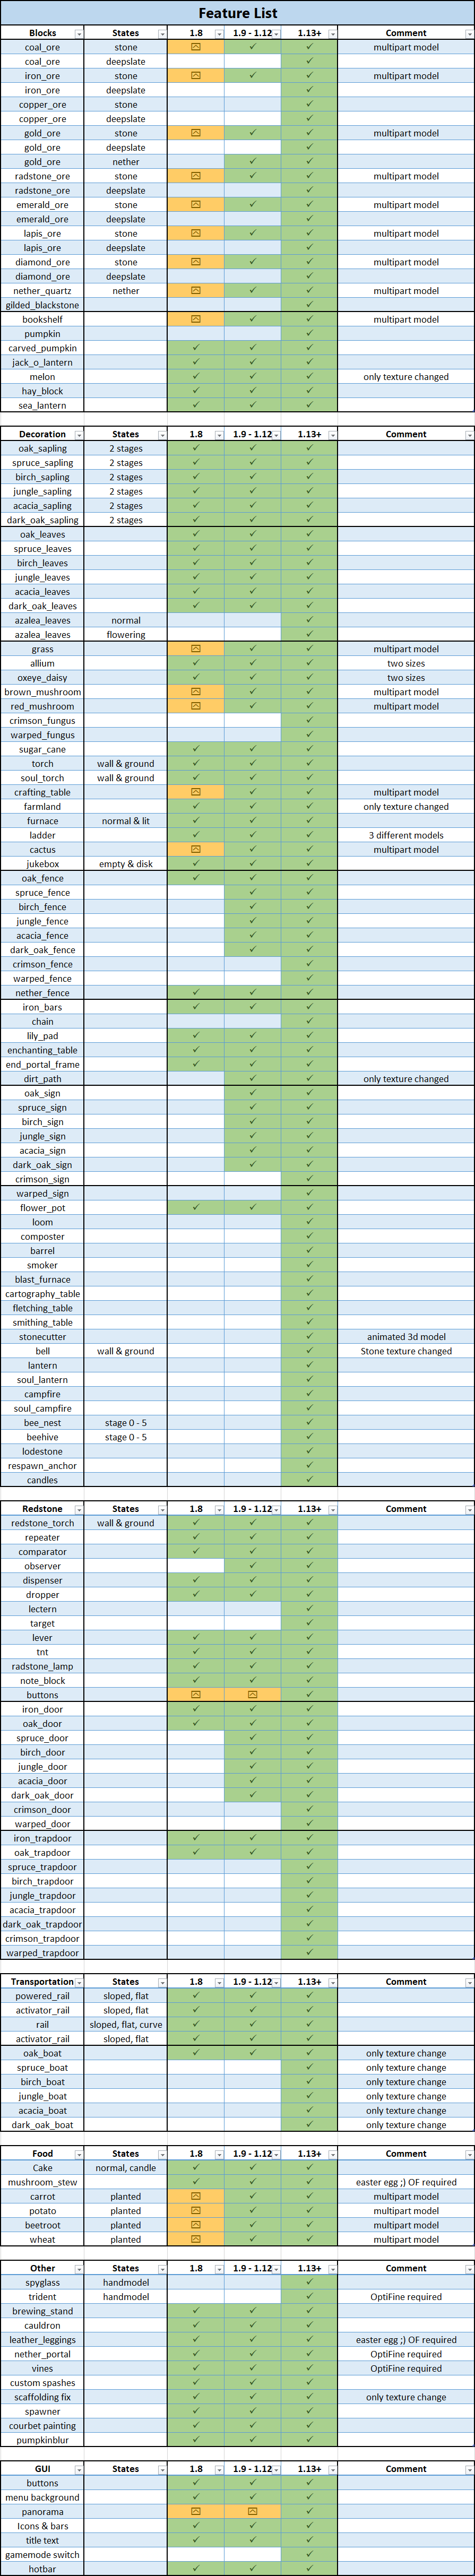 Feature List
Blocks States 1.8 1.9 - 1.12 1.13+ Comment
coal_ore stone ✓ ✓ multipart model
coal_ore deepslate ✓
iron_ore stone ✓ ✓ multipart model
iron_ore deepslate ✓
copper_ore stone ✓
copper_ore deepslate ✓
gold_ore stone ✓ ✓ multipart model
gold_ore deepslate ✓
gold_ore nether ✓ ✓
radstone_ore stone ✓ ✓ multipart model
radstone_ore deepslate ✓
emerald_ore stone ✓ ✓ multipart model
emerald_ore deepslate ✓
lapis_ore stone ✓ ✓ multipart model
lapis_ore deepslate ✓
diamond_ore stone ✓ ✓ multipart model
diamond_ore deepslate ✓
nether_quartz nether ✓ ✓ multipart model
gilded_blackstone ✓
bookshelf ✓ ✓ multipart model
pumpkin ✓
carved_pumpkin ✓ ✓ ✓
jack_o_lantern ✓ ✓ ✓
melon ✓ ✓ ✓ only texture changed
hay_block ✓ ✓ ✓
sea_lantern ✓ ✓ ✓
Decoration States 1.8 1.9 - 1.12 1.13+ Comment
oak_sapling 2 stages ✓ ✓ ✓
spruce_sapling 2 stages ✓ ✓ ✓
birch_sapling 2 stages ✓ ✓ ✓
jungle_sapling 2 stages ✓ ✓ ✓
acacia_sapling 2 stages ✓ ✓ ✓
dark_oak_sapling 2 stages ✓ ✓ ✓
oak_leaves ✓ ✓ ✓
spruce_leaves ✓ ✓ ✓
birch_leaves ✓ ✓ ✓
jungle_leaves ✓ ✓ ✓
acacia_leaves ✓ ✓ ✓
dark_oak_leaves ✓ ✓ ✓
azalea_leaves normal ✓
azalea_leaves flowering ✓
grass ✓ ✓ multipart model
allium ✓ ✓ ✓ two sizes
oxeye_daisy ✓ ✓ ✓ two sizes
brown_mushroom ✓ ✓ multipart model
red_mushroom ✓ ✓ multipart model
crimson_fungus ✓
warped_fungus ✓
sugar_cane ✓ ✓ ✓
torch wall & ground ✓ ✓ ✓
soul_torch wall & ground ✓ ✓ ✓
crafting_table ✓ ✓ multipart model
farmland ✓ ✓ ✓ only texture changed
furnace normal & lit ✓ ✓ ✓
ladder ✓ ✓ ✓ 3 different models
cactus ✓ ✓ multipart model
jukebox empty & disk ✓ ✓ ✓
oak_fence ✓ ✓ ✓
spruce_fence ✓ ✓
birch_fence ✓ ✓
jungle_fence ✓ ✓
acacia_fence ✓ ✓
dark_oak_fence ✓ ✓
crimson_fence ✓
warped_fence ✓
nether_fence ✓ ✓ ✓
iron_bars ✓ ✓ ✓
chain ✓
lily_pad ✓ ✓ ✓
enchanting_table ✓ ✓ ✓
end_portal_frame ✓ ✓ ✓
dirt_path ✓ ✓ only texture changed
oak_sign ✓ ✓
spruce_sign ✓ ✓
birch_sign ✓ ✓
jungle_sign ✓ ✓
acacia_sign ✓ ✓
dark_oak_sign ✓ ✓
crimson_sign ✓
warped_sign ✓
flower_pot ✓ ✓ ✓
loom ✓
composter ✓
barrel ✓
smoker ✓
blast_furnace ✓
cartography_table ✓
fletching_table ✓
smithing_table ✓
stonecutter ✓ animated 3d model
bell wall & ground ✓ Stone texture changed
lantern ✓
soul_lantern ✓
campfire ✓
soul_campfire ✓
bee_nest stage 0 - 5 ✓
beehive stage 0 - 5 ✓
lodestone ✓
respawn_anchor ✓
candles ✓
Redstone States 1.8 1.9 - 1.12 1.13+ Comment
redstone_torch wall & ground ✓ ✓ ✓
repeater ✓ ✓ ✓
comparator ✓ ✓ ✓
observer ✓ ✓
dispenser ✓ ✓ ✓
dropper ✓ ✓ ✓
lectern ✓
target ✓
lever ✓ ✓ ✓
tnt ✓ ✓ ✓
radstone_lamp ✓ ✓ ✓
note_block ✓ ✓ ✓
buttons ✓
iron_door ✓ ✓ ✓
oak_door ✓ ✓ ✓
spruce_door ✓ ✓
birch_door ✓ ✓
jungle_door ✓ ✓
acacia_door ✓ ✓
dark_oak_door ✓ ✓
crimson_door ✓
warped_door ✓
iron_trapdoor ✓ ✓ ✓
oak_trapdoor ✓ ✓ ✓
spruce_trapdoor ✓
birch_trapdoor ✓
jungle_trapdoor ✓
acacia_trapdoor ✓
dark_oak_trapdoor ✓
crimson_trapdoor ✓
warped_trapdoor ✓
Transportation States 1.8 1.9 - 1.12 1.13+ Comment
powered_rail sloped, flat ✓ ✓ ✓
activator_rail sloped, flat ✓ ✓ ✓
rail sloped, flat, curve ✓ ✓ ✓
activator_rail sloped, flat ✓ ✓ ✓
oak_boat ✓ ✓ ✓ only texture change
spruce_boat ✓ only texture change
birch_boat ✓ only texture change
jungle_boat ✓ only texture change
acacia_boat ✓ only texture change
dark_oak_boat ✓ only texture change
Food States 1.8 1.9 - 1.12 1.13+ Comment
Cake normal, candle ✓ ✓ ✓
mushroom_stew ✓ ✓ ✓ easter egg ;) OF required
carrot planted ✓ ✓ multipart model
potato planted ✓ ✓ multipart model
beetroot planted ✓ ✓ multipart model
wheat planted ✓ ✓ multipart model
Other States 1.8 1.9 - 1.12 1.13+ Comment
spyglass handmodel ✓
trident handmodel ✓ OptiFine required
brewing_stand ✓ ✓ ✓
cauldron ✓ ✓ ✓
leather_leggings ✓ ✓ ✓ easter egg ;) OF required
nether_portal ✓ ✓ ✓ OptiFine required
vines ✓ ✓ ✓ OptiFine required
custom spashes ✓ ✓ ✓
scaffolding fix ✓ ✓ ✓ only texture change
spawner ✓ ✓ ✓
courbet painting ✓ ✓ ✓
pumpkinblur ✓ ✓ ✓
GUI States 1.8 1.9 - 1.12 1.13+ Comment
buttons ✓ ✓ ✓
menu background ✓ ✓ ✓
panorama ✓
Icons & bars ✓ ✓ ✓
title text ✓ ✓ ✓
gamemode switch ✓
hotbar ✓ ✓ ✓